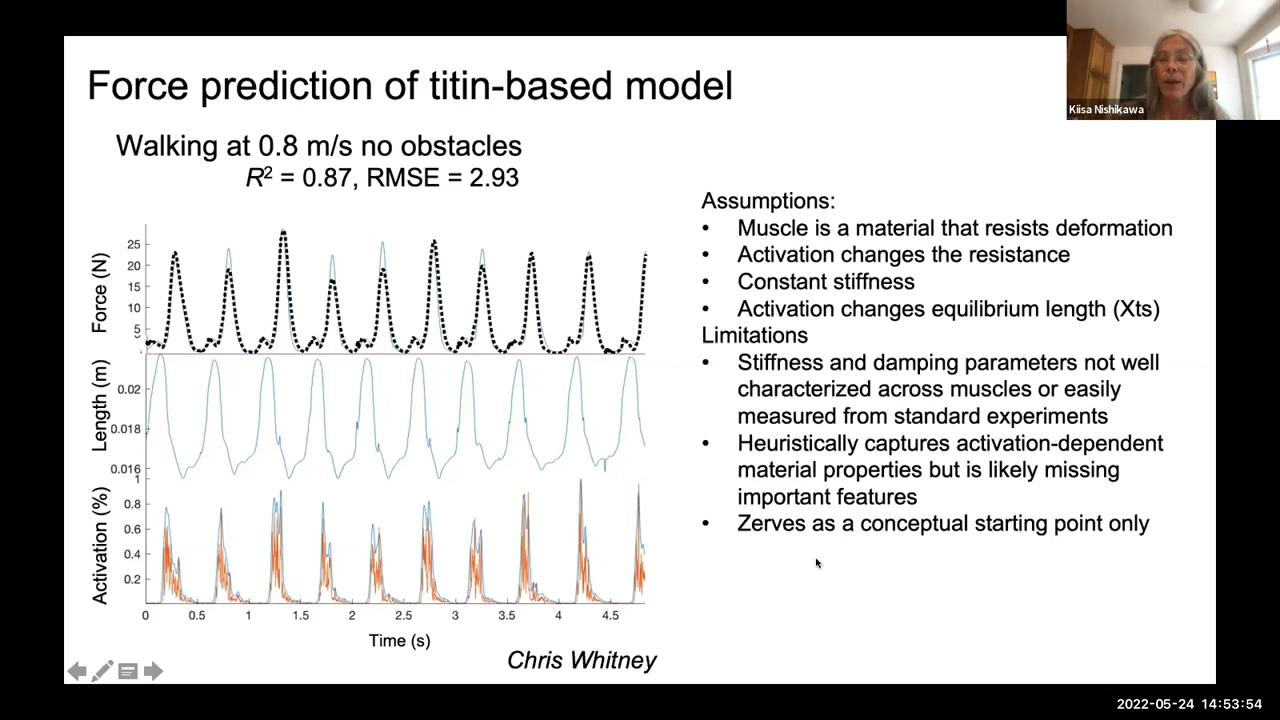 Force prediction of titin-based model
Kiisa Nishikawa
Walking at 0.8 m/s no obstacles
R² = 0.87, RMSE = 2.93
Assumptions:
• Muscle is a material that resists deformation
• Activation changes the resistance
• Constant stiffness
• Activation changes equilibrium length (Xts)
Limitations
• Stiffness and damping parameters not well
characterized across muscles or easily
measured from standard experiments
• Heuristically captures activation-dependent
material properties but is likely missing
important features
• Zerves as a conceptual starting point only
Force (N)
25
20
15
10
5
Length (m)
0.02
0.018
0.016
Activation (%)
1
0.8
0.6
0.4
0.2
0 0.5 1 1.5 2 2.5 3 3.5 4 4.5
Time (s)
Chris Whitney
2022-05-24 14:53:54